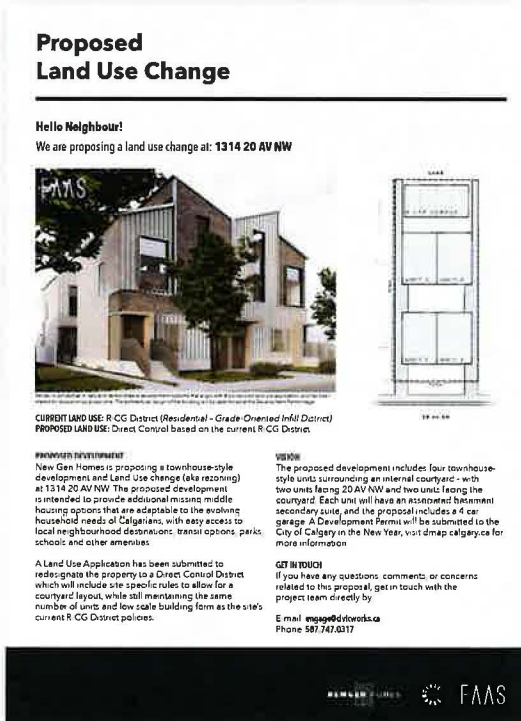 Proposed
Land Use Change
Hello Neighbour!
We are proposing a land use change at: 1314 20 AV NW
FAAS
LANE
CURRENT LAND USE: R-CG District (Residential - Grade-Oriented Infill District)
PROPOSED LAND USE: Direct Control based on the current R-CG District
PROPOSED DEVELOPMENT
New Gen Homes is proposing a townhouse-style
development and Land Use change (aka rezoning)
at 1314 20 AV NW. The proposed development
is intended to provide additional missing middle
housing options that are adaptable to the evolving
household needs of Calgarians, with easy access to
local neighbourhood destinations, transit options, parks,
schools and other amenities
A Land Use Application has been submitted to
redesignate the property to a Direct Control District
which will include site specific rules to allow for a
courtyard layout, while still maintaining the same
number of units and low scale building form as the site's
current R-CG District policies.
VISION
The proposed development includes four townhouse-
style units surrounding an internal courtyard - with
two units facing 20 AV NW and two units facing the
courtyard. Each unit will have an associated basement
secondary suite, and the proposal includes a 4 car
garage. A Development Permit will be submitted to the
City of Calgary in the New Year, visit dmap.calgary.ca for
more information
GET IN TOUCH
If you have any questions, comments, or concerns
related to this proposal, get in touch with the
project team directly by
E-mail
Phone 587.747.0317
FAAS